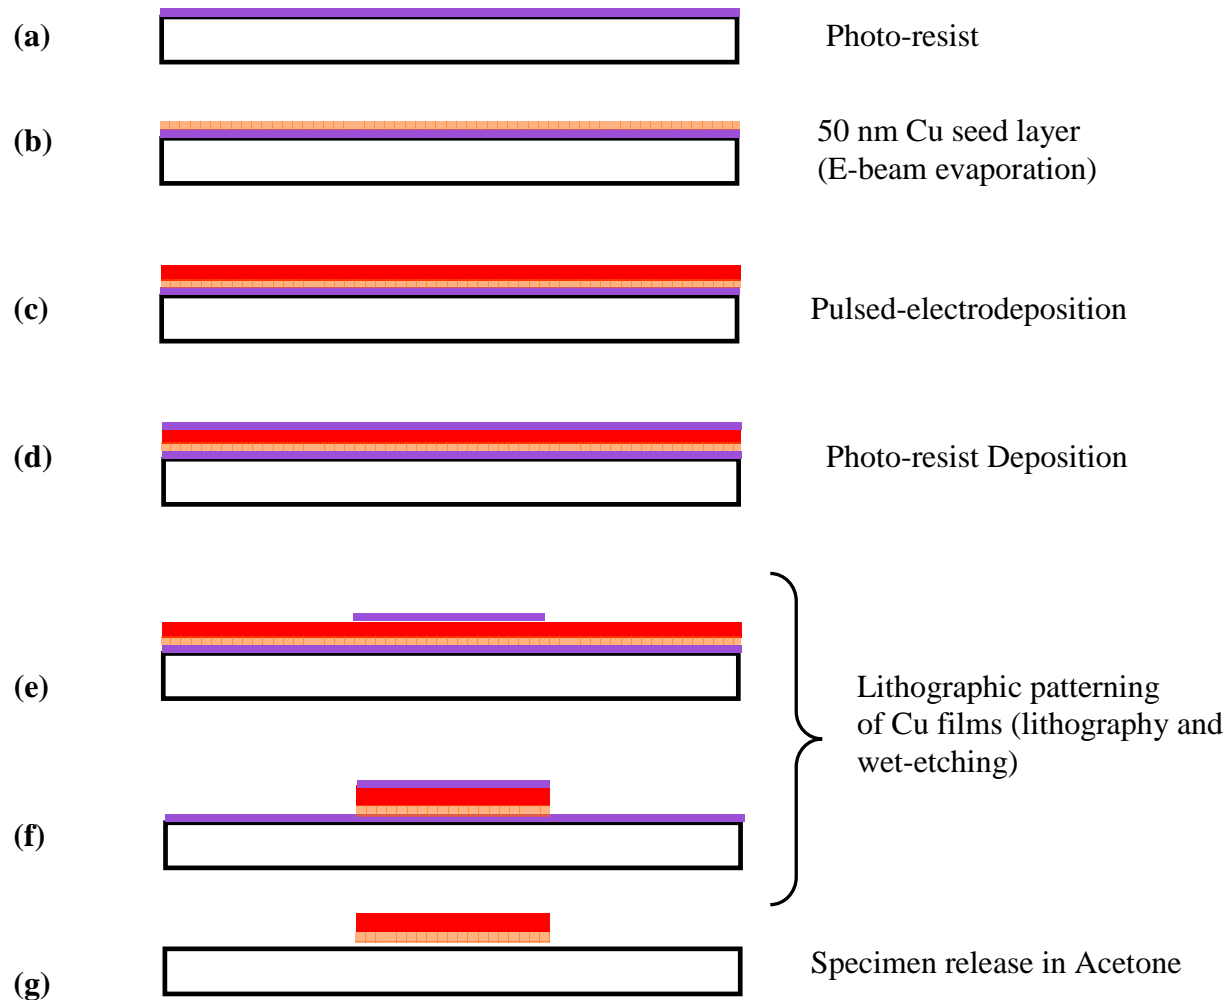 (a)
Photo-resist
(b)
50 nm Cu seed layer
(E-beam evaporation)
(c)
Pulsed-electrodeposition
(d)
Photo-resist Deposition
(e)
Lithographic patterning
of Cu films (lithography and
wet-etching)
(f)
(g)
Specimen release in Acetone